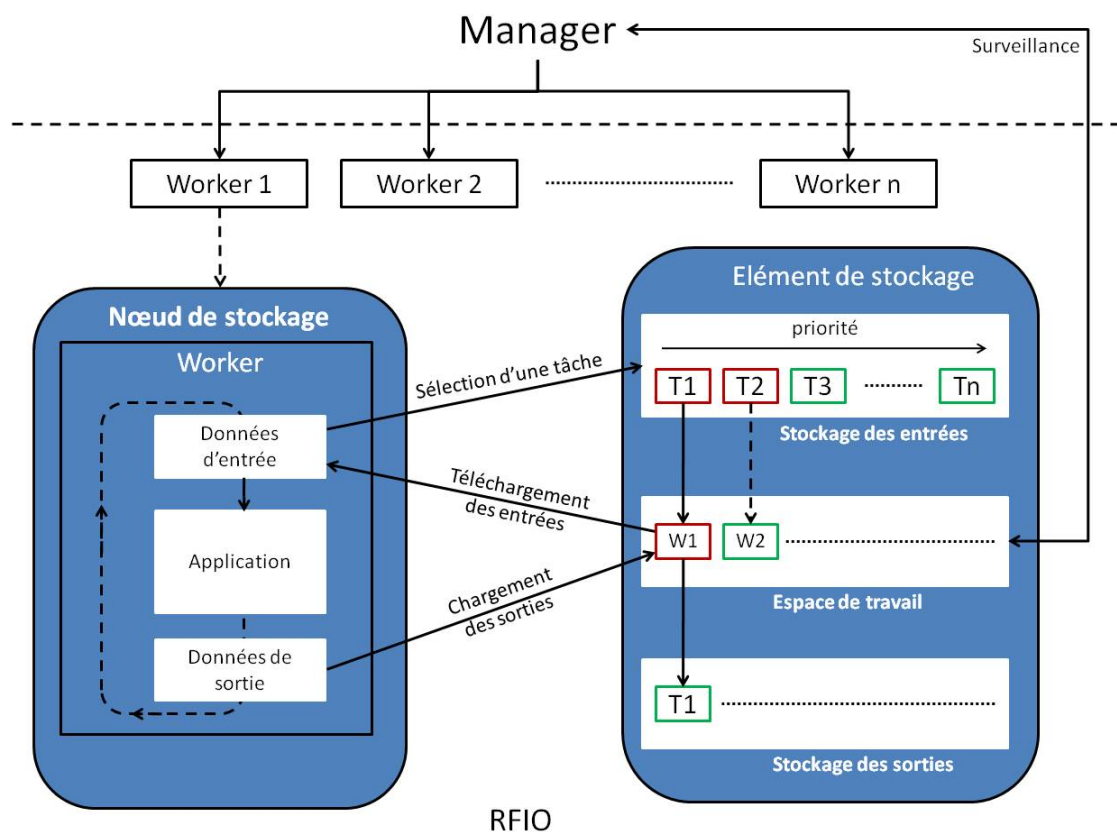 Manager
Surveillance
Worker 1
Worker 2
Worker n
Nœud de stockage
Worker
Données
d'entrée
Application
Données de
sortie
Sélection d'une tâche
Téléchargement
des entrées
Chargement
des sorties
Elément de stockage
priorité
T1
T2
T3
Tn
Stockage des entrées
W1
W2
Espace de travail
T1
Stockage des sorties
RFIO